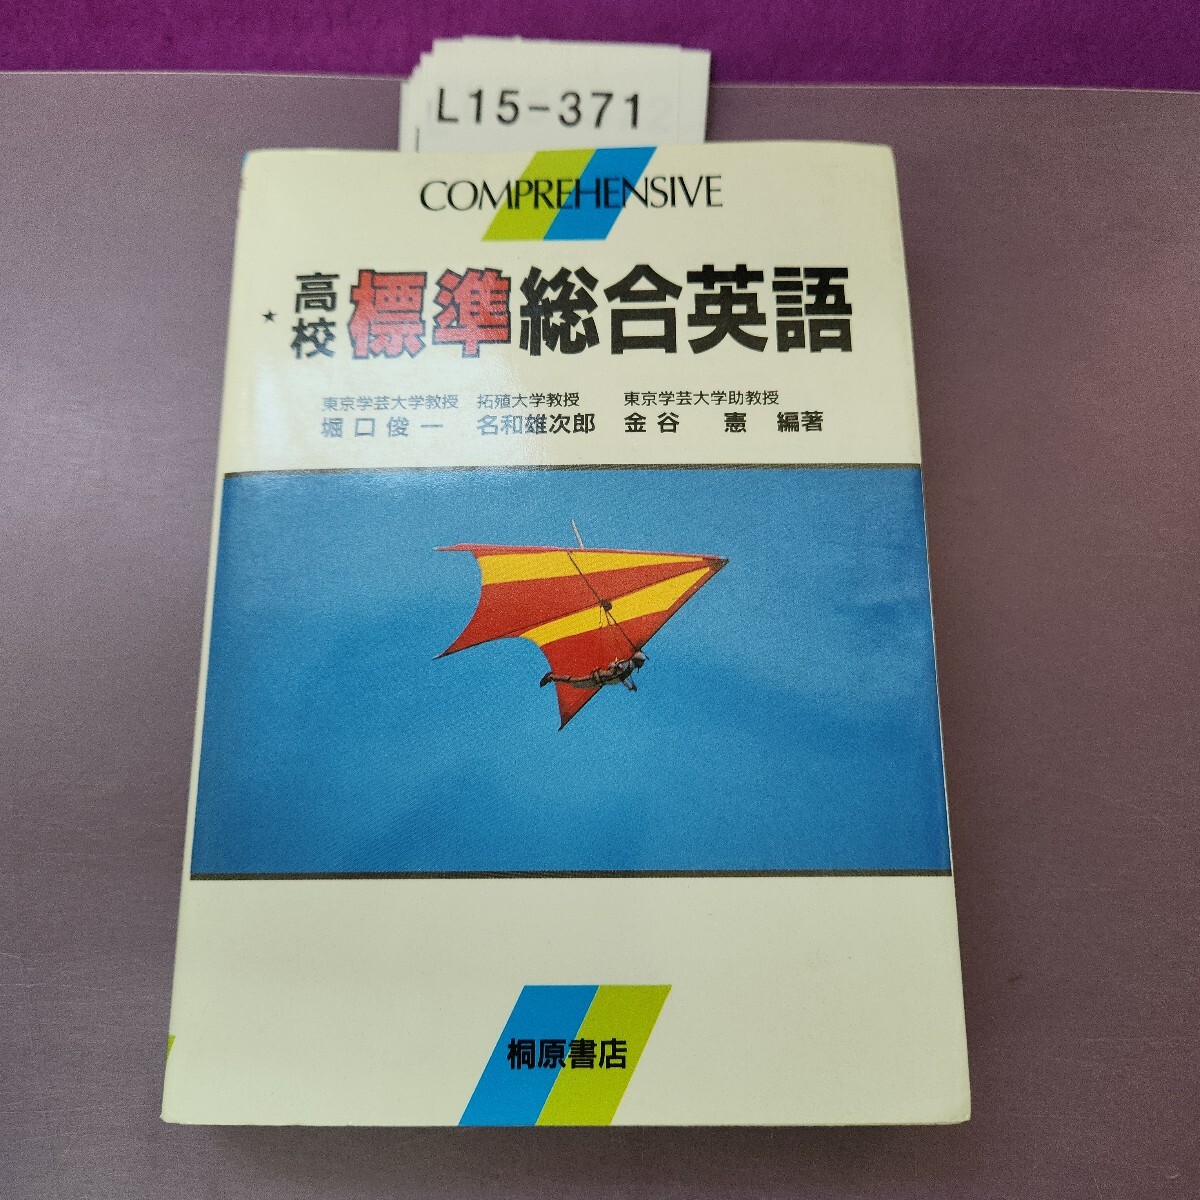 L15-371
COMPREHENSIVE
高校 標準 総合英語
東京学芸大学教授 拓殖大学教授 東京学芸大学助教授
堀口俊一 名和雄次郎 金谷 憲 編著
桐原書店